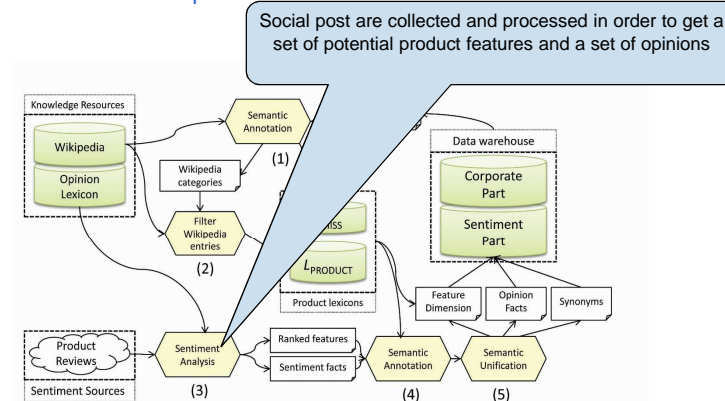 Social post are collected and processed in order to get a
set of potential product features and a set of opinions
Knowledge Resources
Wikipedia
Opinion
Lexicon
Semantic
Annotation
(1)
Wikipedia
categories
Filter
Wikipedia
entries
(2)
L PRODUCT
Product lexicons
Data warehouse
Corporate
Part
Sentiment
Part
Feature
Dimension
Opinion
Facts
Synonyms
Product
Reviews
Sentiment Sources
Sentiment
Analysis
(3)
Ranked features
Sentiment facts
Semantic
Annotation
(4)
Semantic
Unification
(5)